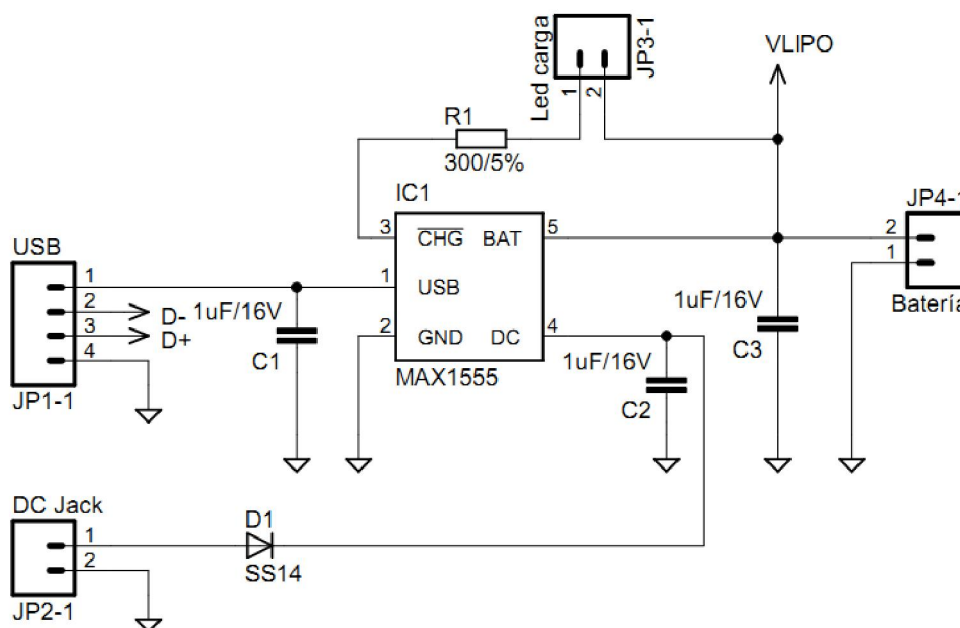 VLIPO
Led carga
JP3-1
1
2
R1
300/5%
IC1
JP4-1
3
CHG
BAT
5
2
1
Batería
USB
1
2
3
4
D-
D+
JP1-1
1uF/16V
C1
1
USB
2
GND
DC
4
MAX1555
1uF/16V
C2
1uF/16V
C3
DC Jack
1
2
JP2-1
D1
SS14